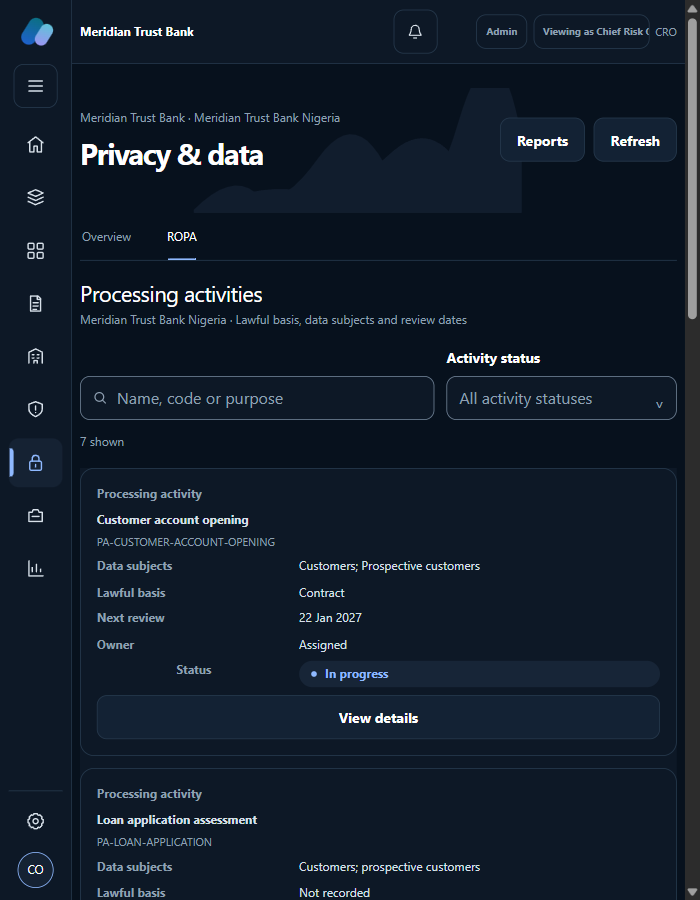 Meridian Trust Bank
Admin
Viewing as Chief Risk
CRO
Meridian Trust Bank · Meridian Trust Bank Nigeria
Privacy & data
Reports
Refresh
Overview
ROPA
Processing activities
Meridian Trust Bank Nigeria · Lawful basis, data subjects and review dates
Activity status
Name, code or purpose
All activity statuses
v
7 shown
Processing activity
Customer account opening
PA-CUSTOMER-ACCOUNT-OPENING
Data subjects Customers; Prospective customers
Lawful basis Contract
Next review 22 Jan 2027
Owner Assigned
Status In progress
View details
Processing activity
Loan application assessment
PA-LOAN-APPLICATION
Data subjects Customers; prospective customers
Lawful basis Not recorded
CO